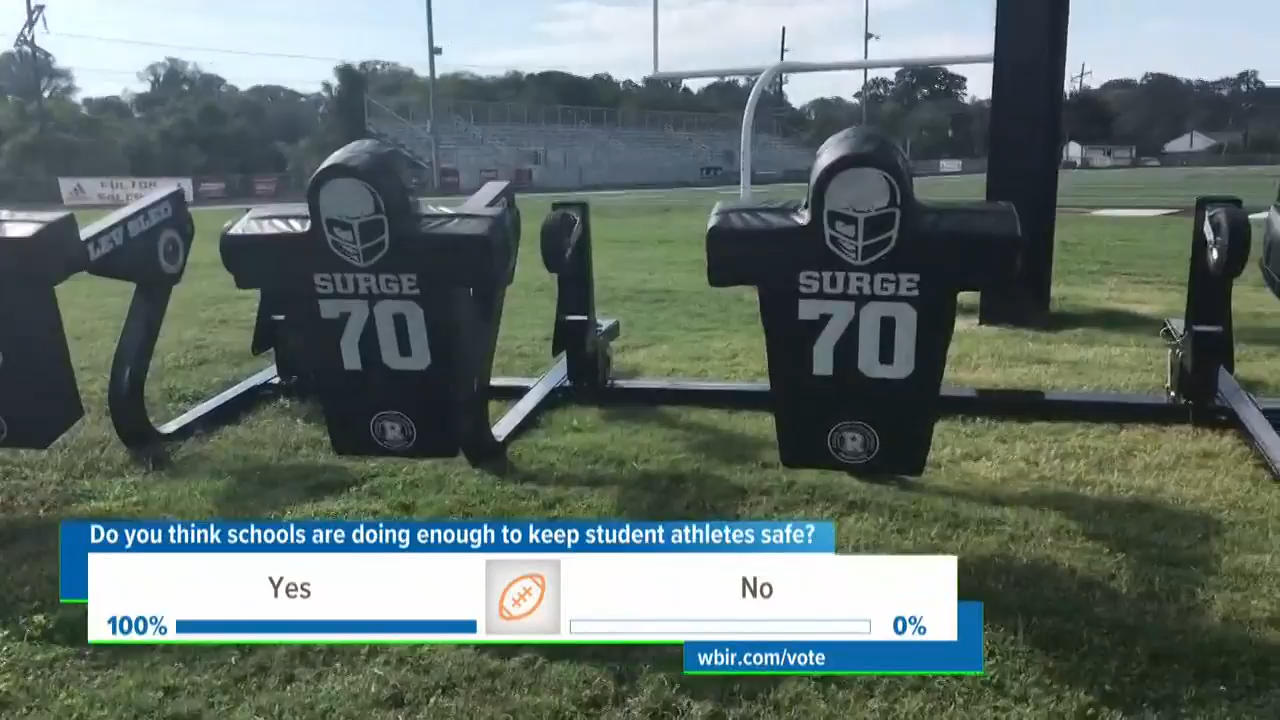 FULTON
LEV SLED
SURGE
70
R
SURGE
70
R
Do you think schools are doing enough to keep student athletes safe?
Yes
No
100%
0%
wbir.com/vote